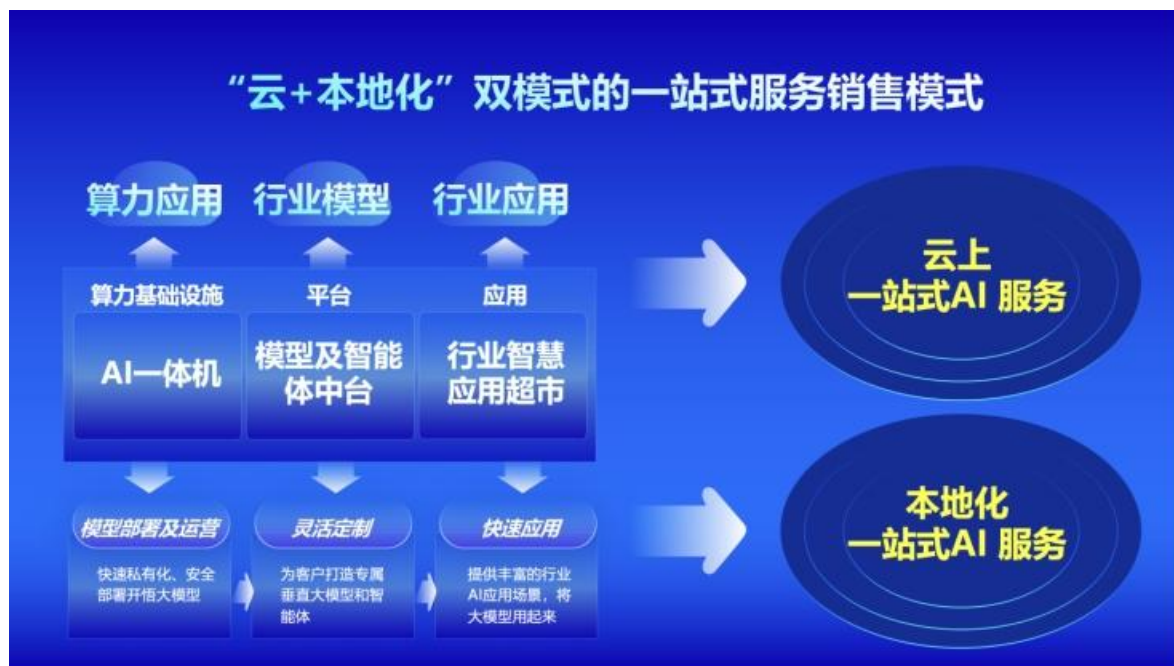 “云+本地化”双模式的一站式服务销售模式
算力应用
行业模型
行业应用
算力基础设施
平台
应用
AI一体机
模型及智能
体中台
行业智慧
应用超市
模型部署及运营
灵活定制
快速应用
快速私有化、安全
部署开悟大模型
为客户打造专属
垂直大模型和智
能体
提供丰富的行业
AI应用场景，将
大模型用起来
云上
一站式AI 服务
本地化
一站式AI 服务